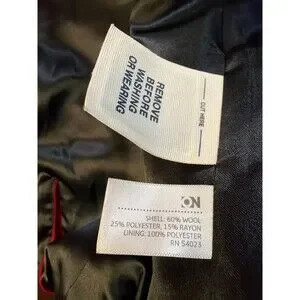 REMOVE
BEFORE
WASHING
OR WEARING
CUT HERE
ON
SHELL: 60% WOOL
25% POLYESTER, 15% RAYON
LINING: 100% POLYESTER
RN 54023